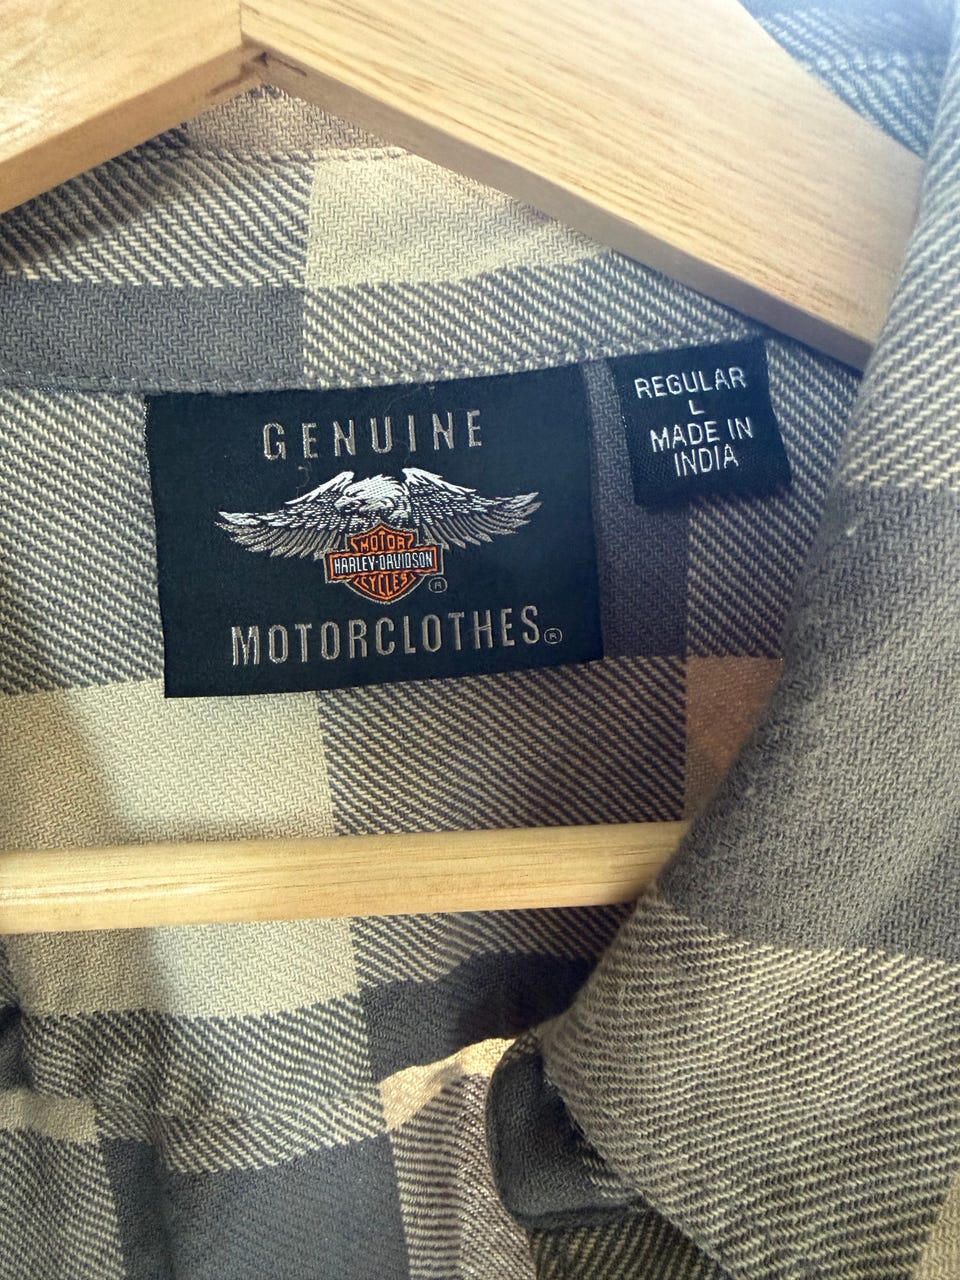 GENUINE
MOTOR
HARLEY-DAVIDSON
CYCLES
®
MOTORCLOTHES®
REGULAR
L
MADE IN
INDIA